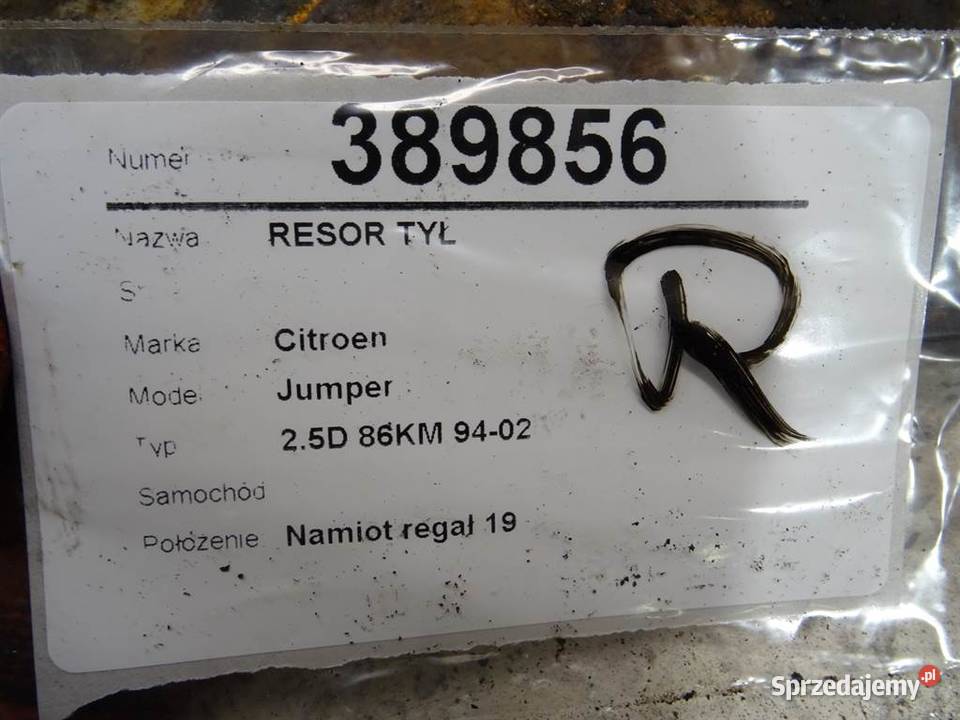 Numer 389856
Nazwa RESOR TYŁ
R
Marka Citroen
Model Jumper
Typ 2.5D 86KM 94-02
Samochód
Położenie Namiot regał 19
Sprzedajemy.pl